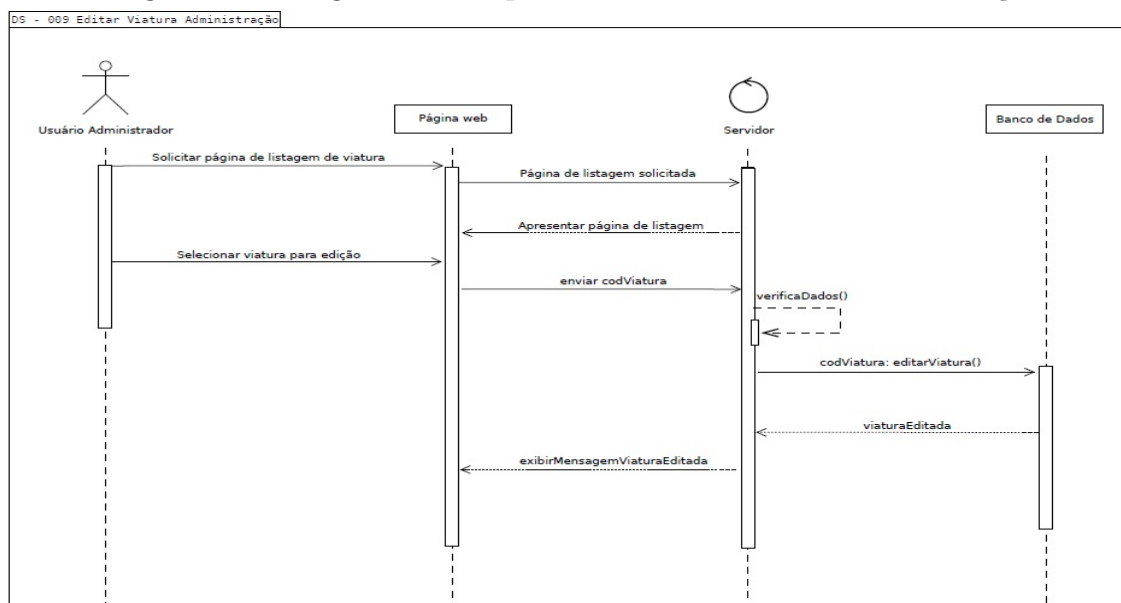 DS - 009 Editar Viatura Administração
Usuário Administrador
Página web
Servidor
Banco de Dados
Solicitar página de listagem de viatura
Página de listagem solicitada
Apresentar página de listagem
Selecionar viatura para edição
enviar codViatura
verificaDados()
codViatura: editarViatura()
viaturaEditada
exibirMensagemViaturaEditada